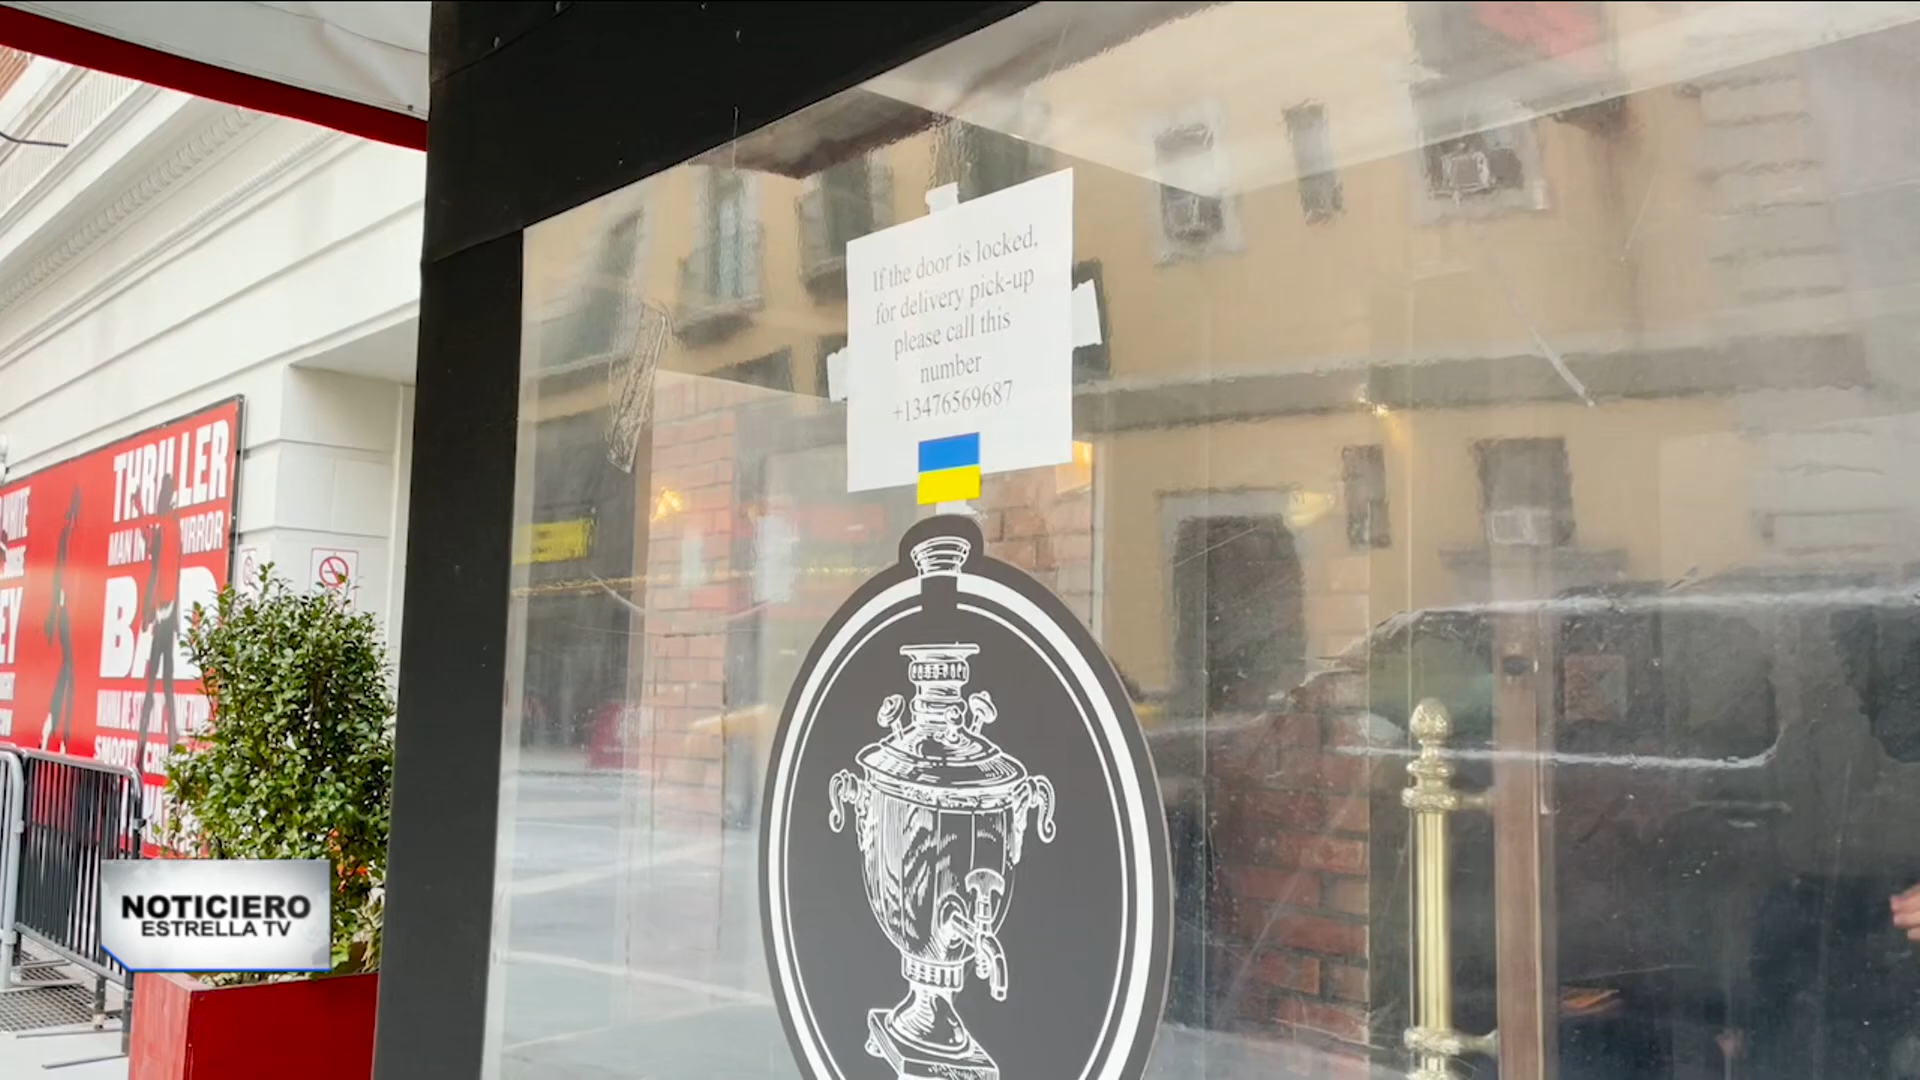 If the door is locked,
for delivery pick-up
please call this
number
+13476569687
THRILLER
MAN IN MIRROR
BAD
NOTICIERO
ESTRELLA TV